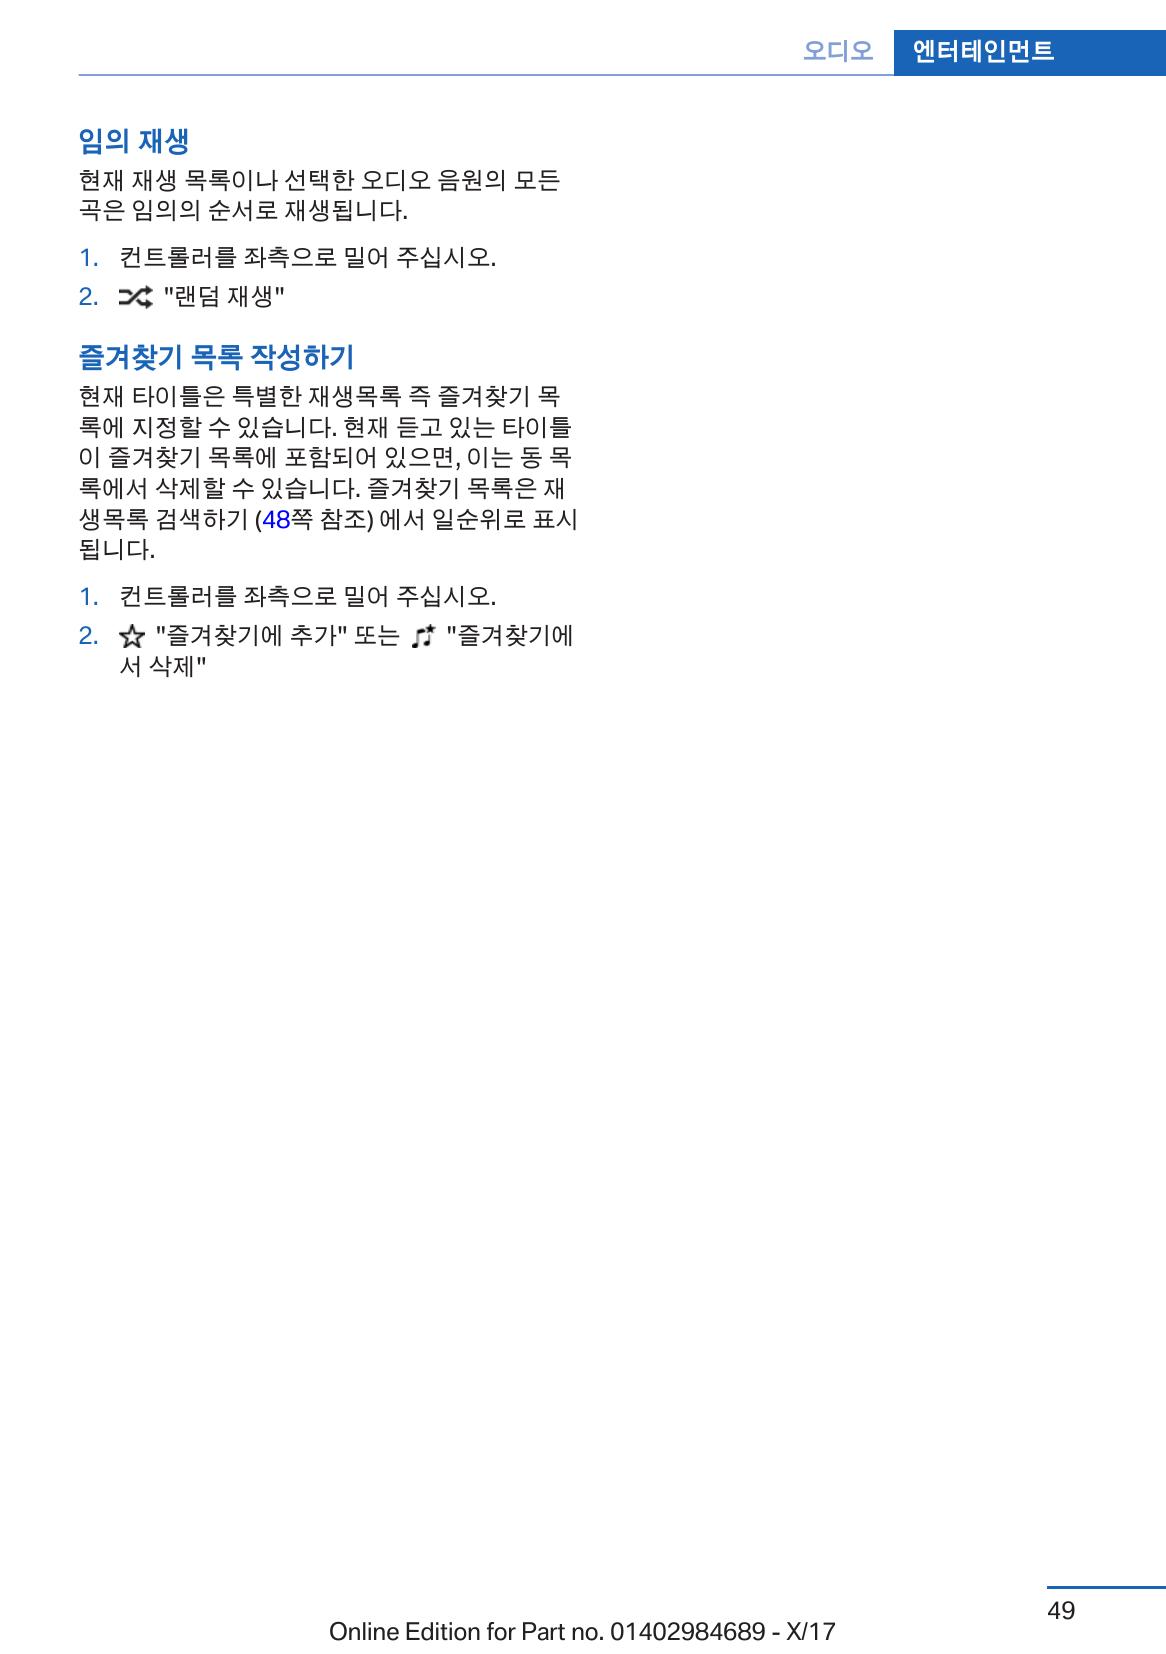 오디오 엔터테인먼트
임의 재생
현재 재생 목록이나 선택한 오디오 음원의 모든
곡은 임의의 순서로 재생됩니다.
1. 컨트롤러를 좌측으로 밀어 주십시오.
2. "랜덤 재생"
즐겨찾기 목록 작성하기
현재 타이틀은 특별한 재생목록 즉 즐겨찾기 목
록에 지정할 수 있습니다. 현재 듣고 있는 타이틀
이 즐겨찾기 목록에 포함되어 있으면, 이는 동 목
록에서 삭제할 수 있습니다. 즐겨찾기 목록은 재
생목록 검색하기 (48쪽 참조) 에서 일순위로 표시
됩니다.
1. 컨트롤러를 좌측으로 밀어 주십시오.
2. "즐겨찾기에 추가" 또는 "즐겨찾기에
서 삭제"
49
Online Edition for Part no. 01402984689 - X/17